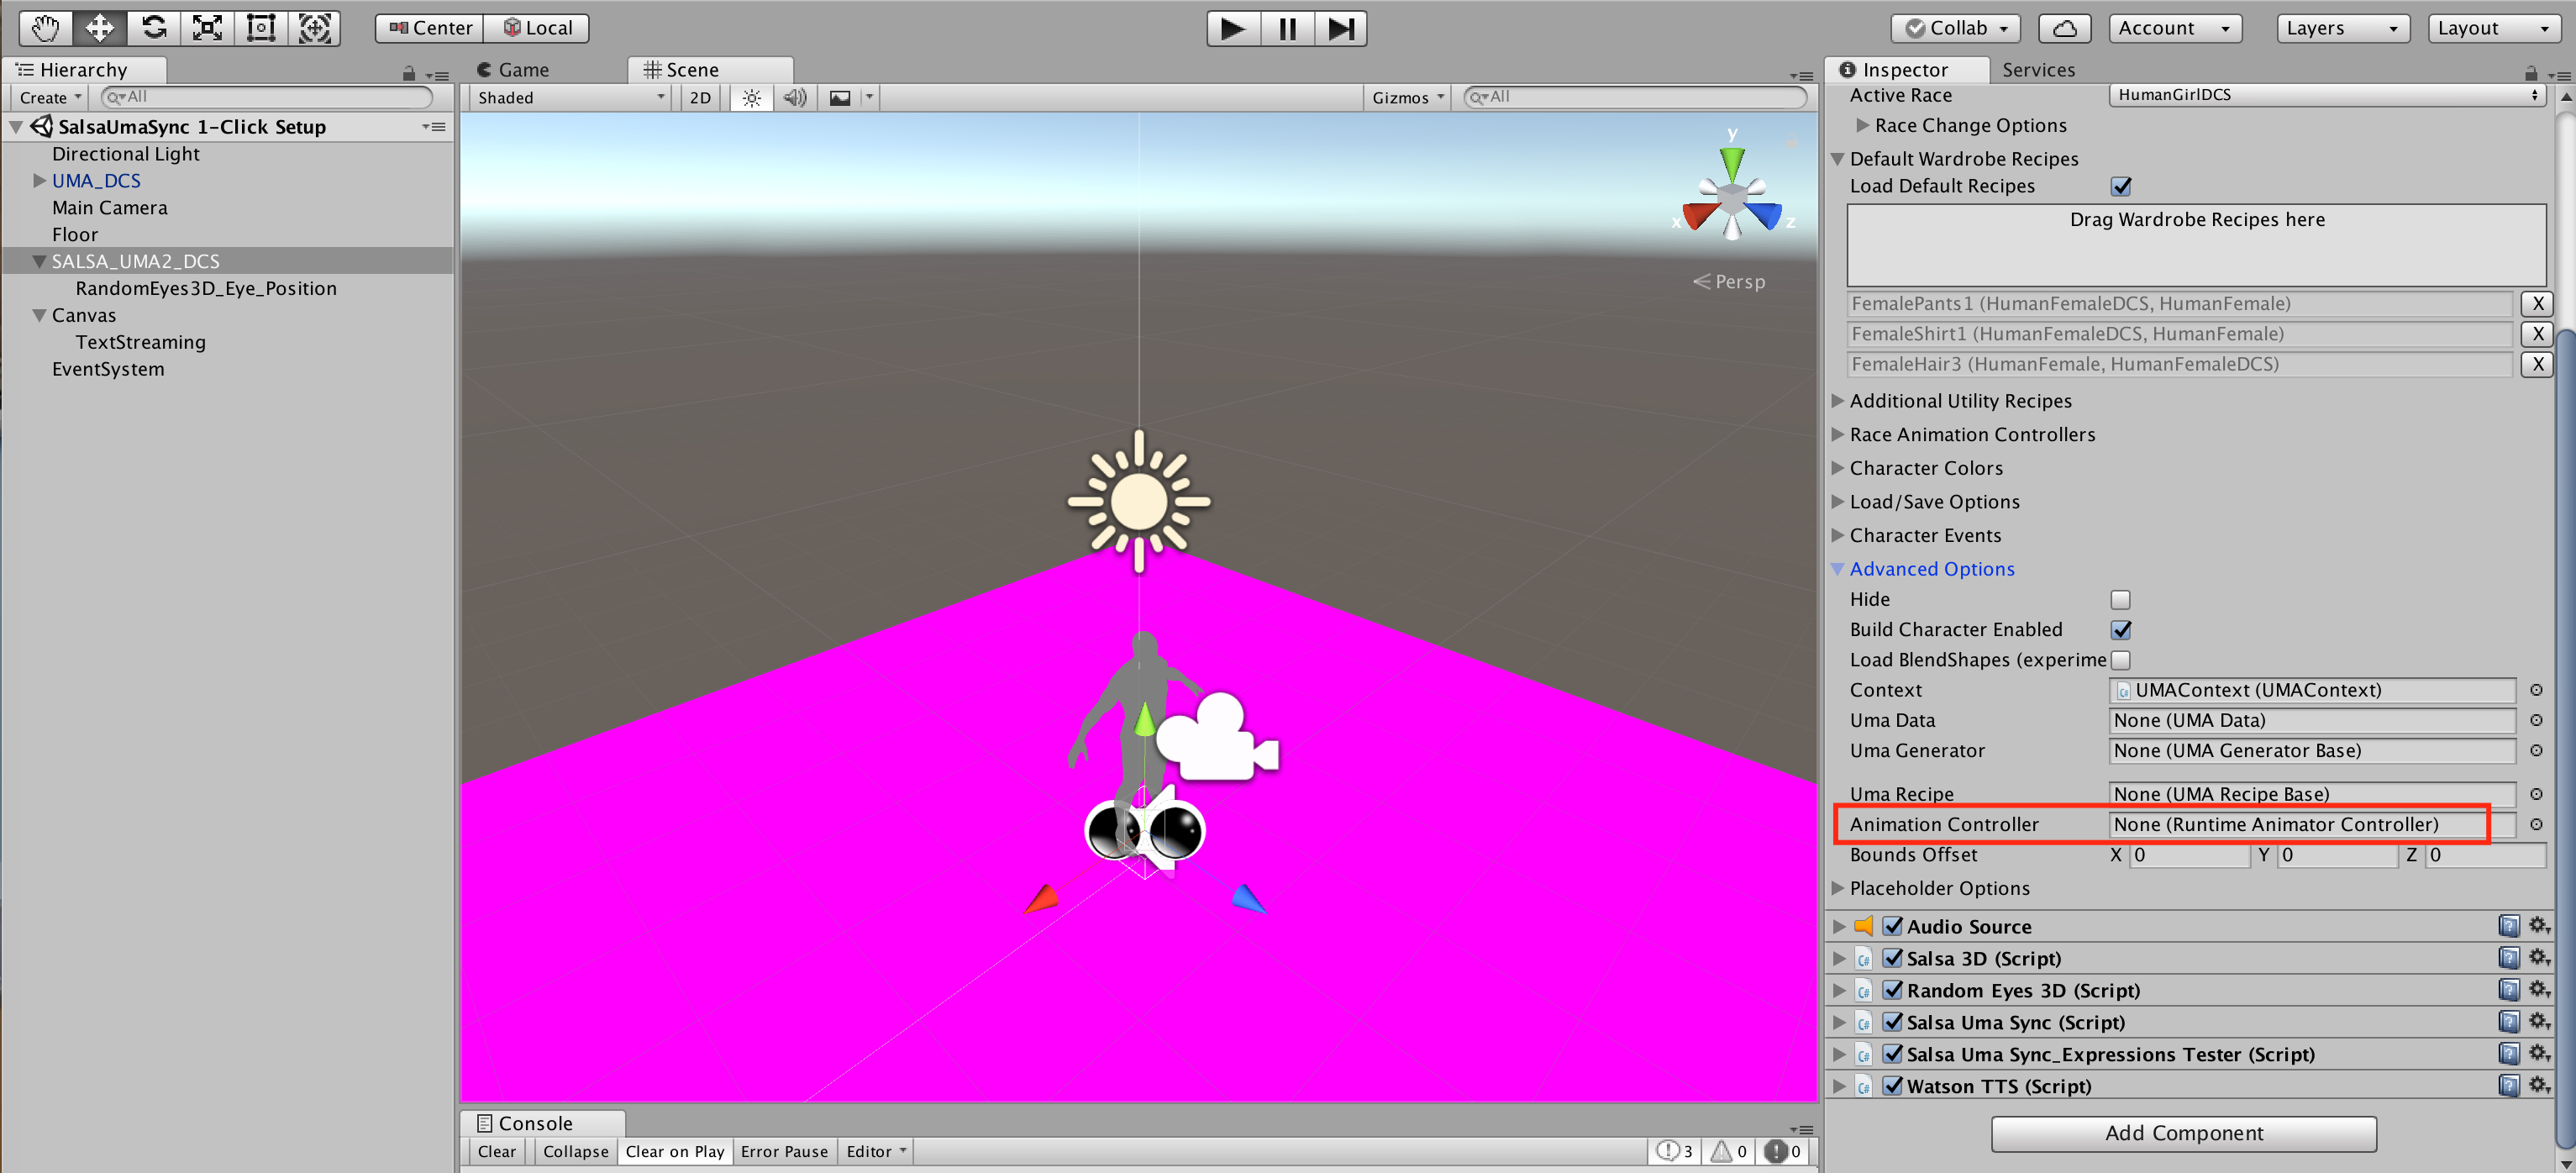 Center Local
Collab Account Layers Layout
Hierarchy
Create All
SalsaUmaSync 1-Click Setup
Directional Light
UMA_DCS
Main Camera
Floor
SALSA_UMA2_DCS
RandomEyes3D_Eye_Position
Canvas
TextStreaming
EventSystem
Game Scene
Shaded 2D Gizmos All
y
x z
Persp
Console
Clear Collapse Clear on Play Error Pause Editor 3 0 0
Inspector Services
Active Race HumanGirlDCS
Race Change Options
Default Wardrobe Recipes
Load Default Recipes
Drag Wardrobe Recipes here
FemalePants1 (HumanFemaleDCS, HumanFemale) X
FemaleShirt1 (HumanFemaleDCS, HumanFemale) X
FemaleHair3 (HumanFemale, HumanFemaleDCS) X
Additional Utility Recipes
Race Animation Controllers
Character Colors
Load/Save Options
Character Events
Advanced Options
Hide
Build Character Enabled
Load BlendShapes (experime
Context UMAContext (UMAContext)
Uma Data None (UMA Data)
Uma Generator None (UMA Generator Base)
Uma Recipe None (UMA Recipe Base)
Animation Controller None (Runtime Animator Controller)
Bounds Offset X 0 Y 0 Z 0
Placeholder Options
Audio Source
Salsa 3D (Script)
Random Eyes 3D (Script)
Salsa Uma Sync (Script)
Salsa Uma Sync_Expressions Tester (Script)
Watson TTS (Script)
Add Component